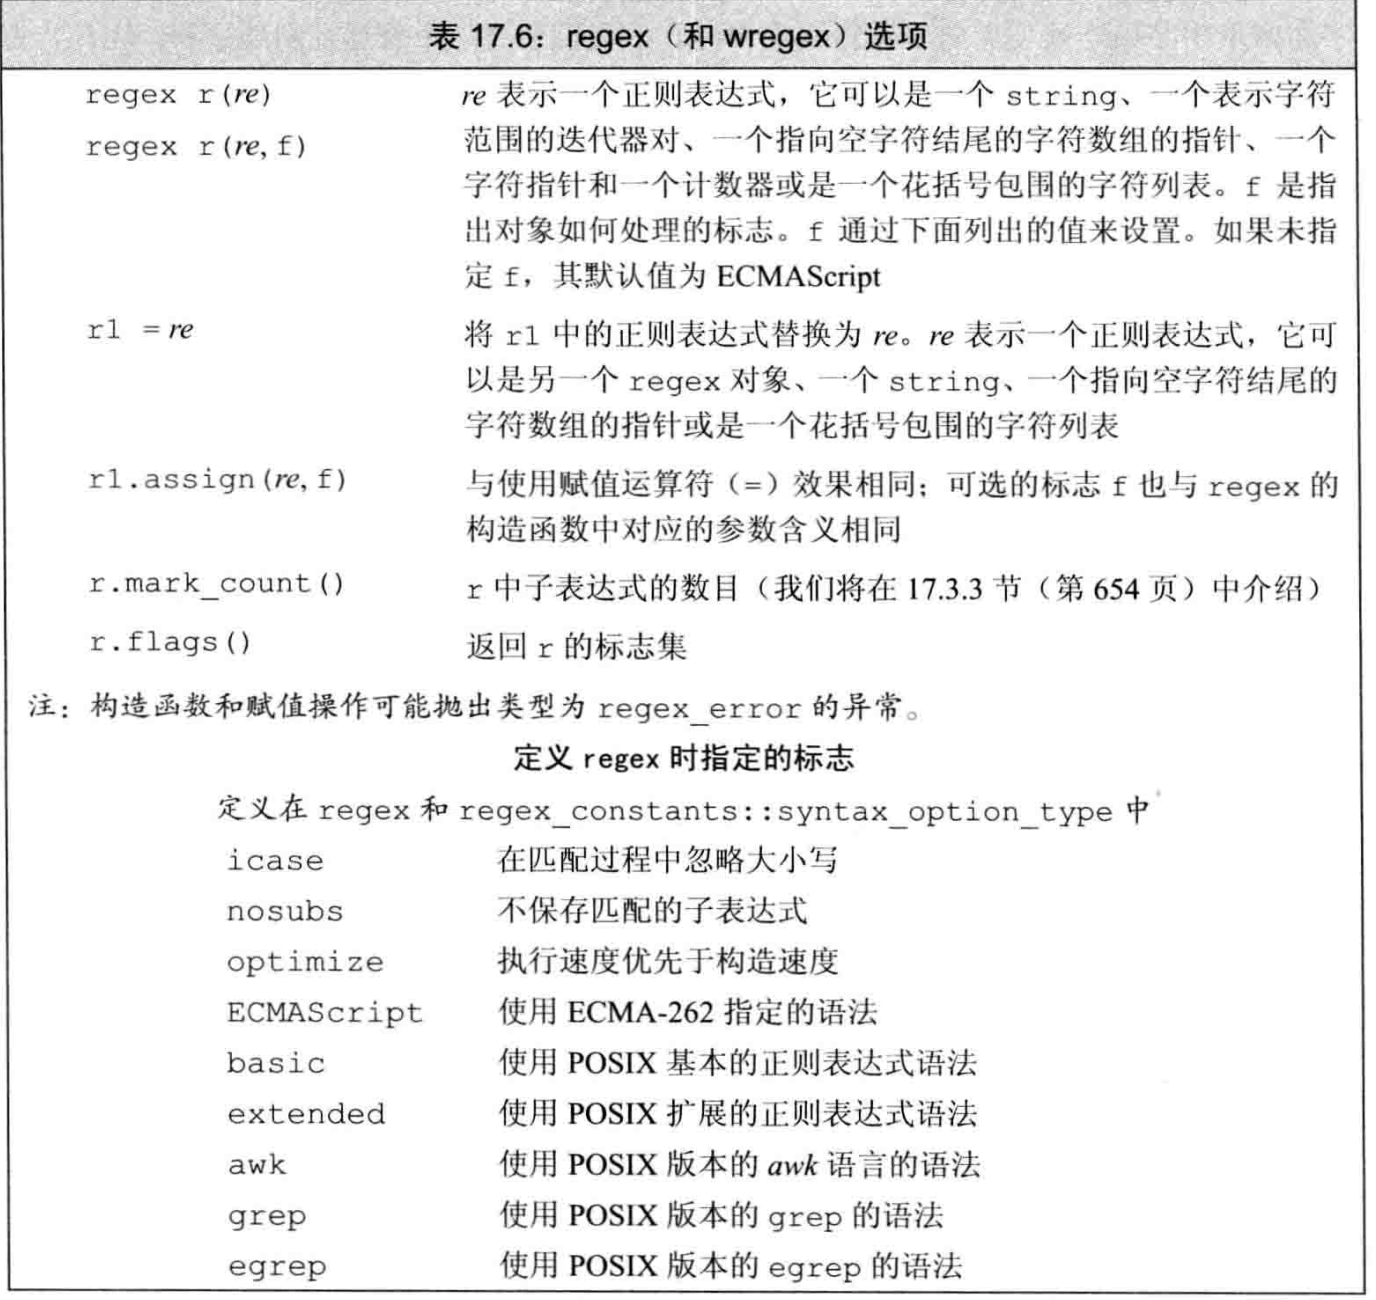 表 17.6：regex（和 wregex）选项
regex r(re) re 表示一个正则表达式，它可以是一个 string、一个表示字符
regex r(re, f) 范围的迭代器对、一个指向空字符结尾的字符数组的指针、一个
字符指针和一个计数器或是一个花括号包围的字符列表。f 是指
出对象如何处理的标志。f 通过下面列出的值来设置。如果未指
定 f，其默认值为 ECMAScript
r1 = re 将 r1 中的正则表达式替换为 re。re 表示一个正则表达式，它可
以是另一个 regex 对象、一个 string、一个指向空字符结尾的
字符数组的指针或是一个花括号包围的字符列表
r1.assign(re, f) 与使用赋值运算符（=）效果相同；可选的标志 f 也与 regex 的
构造函数中对应的参数含义相同
r.mark_count() r 中子表达式的数目（我们将在 17.3.3 节（第 654 页）中介绍）
r.flags() 返回 r 的标志集
注：构造函数和赋值操作可能抛出类型为 regex_error 的异常。
定义 regex 时指定的标志
定义在 regex 和 regex_constants::syntax_option_type 中
icase 在匹配过程中忽略大小写
nosubs 不保存匹配的子表达式
optimize 执行速度优先于构造速度
ECMAScript 使用 ECMA-262 指定的语法
basic 使用 POSIX 基本的正则表达式语法
extended 使用 POSIX 扩展的正则表达式语法
awk 使用 POSIX 版本的 awk 语言的语法
grep 使用 POSIX 版本的 grep 的语法
egrep 使用 POSIX 版本的 egrep 的语法